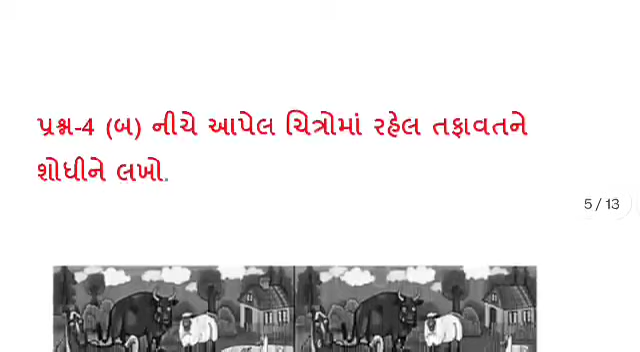 પ્રશ્ન-4 (બ) નીચે આપેલ ચિત્રોમાં રહેલ તફાવતને
શોધીને લખો.
5 / 13